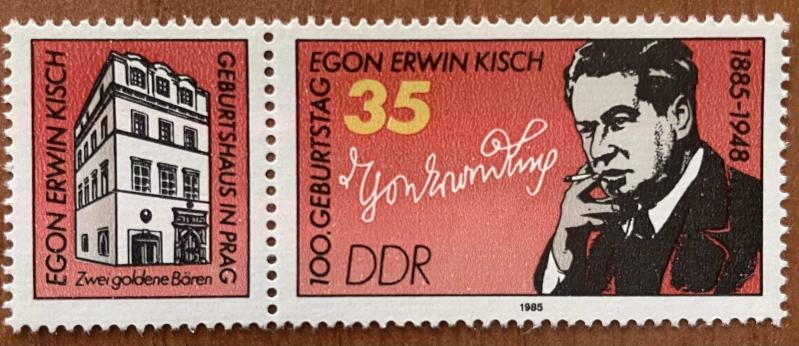 EGON ERWIN KISCH
GEBURTSHAUS IN PRAG
Zwei goldene Bären
EGON ERWIN KISCH
100. GEBURTSTAG
35
1885-1948
DDR
1985